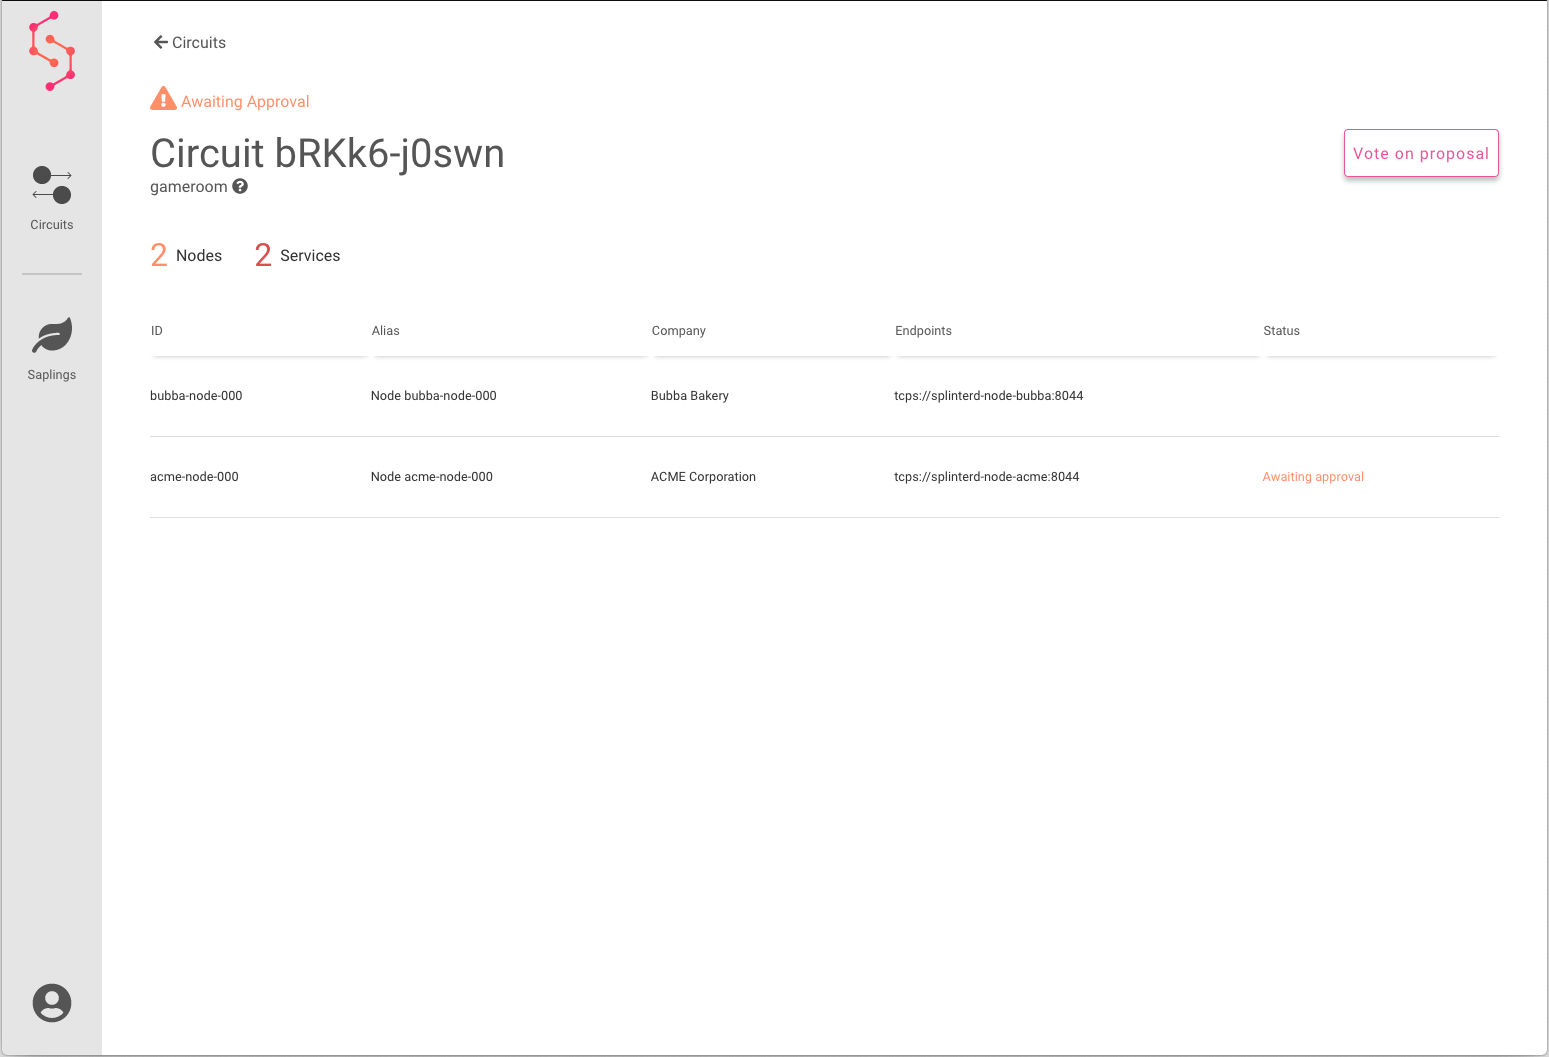 Circuits
Awaiting Approval
Circuit bRKk6-j0swn
Vote on proposal
gameroom
Circuits
2 Nodes 2 Services
ID Alias Company Endpoints Status
Saplings
bubba-node-000 Node bubba-node-000 Bubba Bakery tcps://splinterd-node-bubba:8044
acme-node-000 Node acme-node-000 ACME Corporation tcps://splinterd-node-acme:8044 Awaiting approval